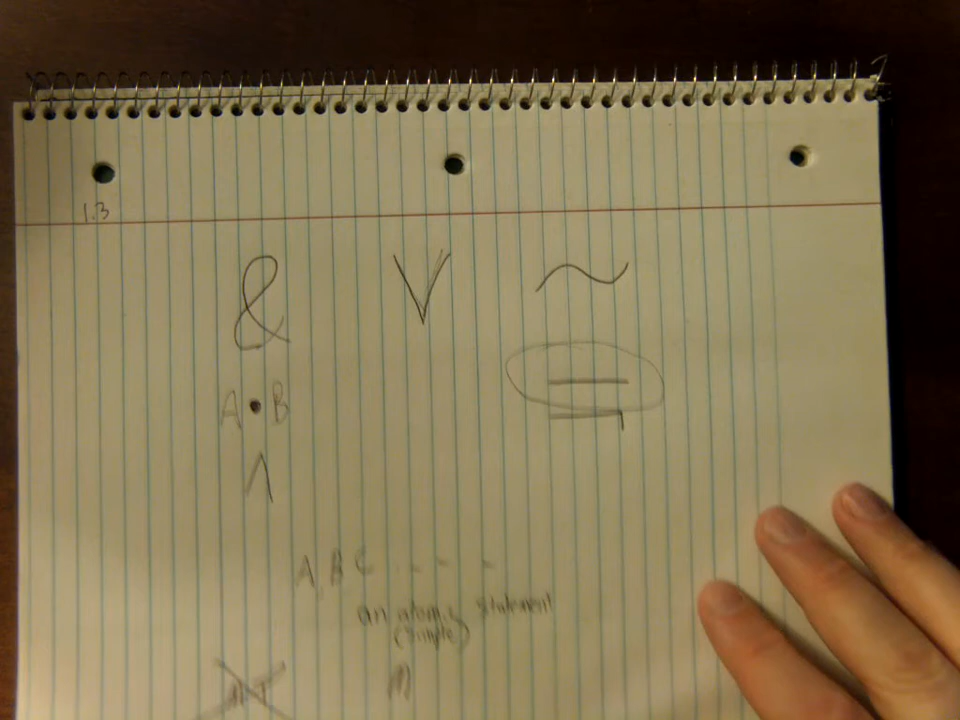 1.3
& V ~
—
A • B ¬
∧
A, B C . . - -
an atomic statement
(simple)